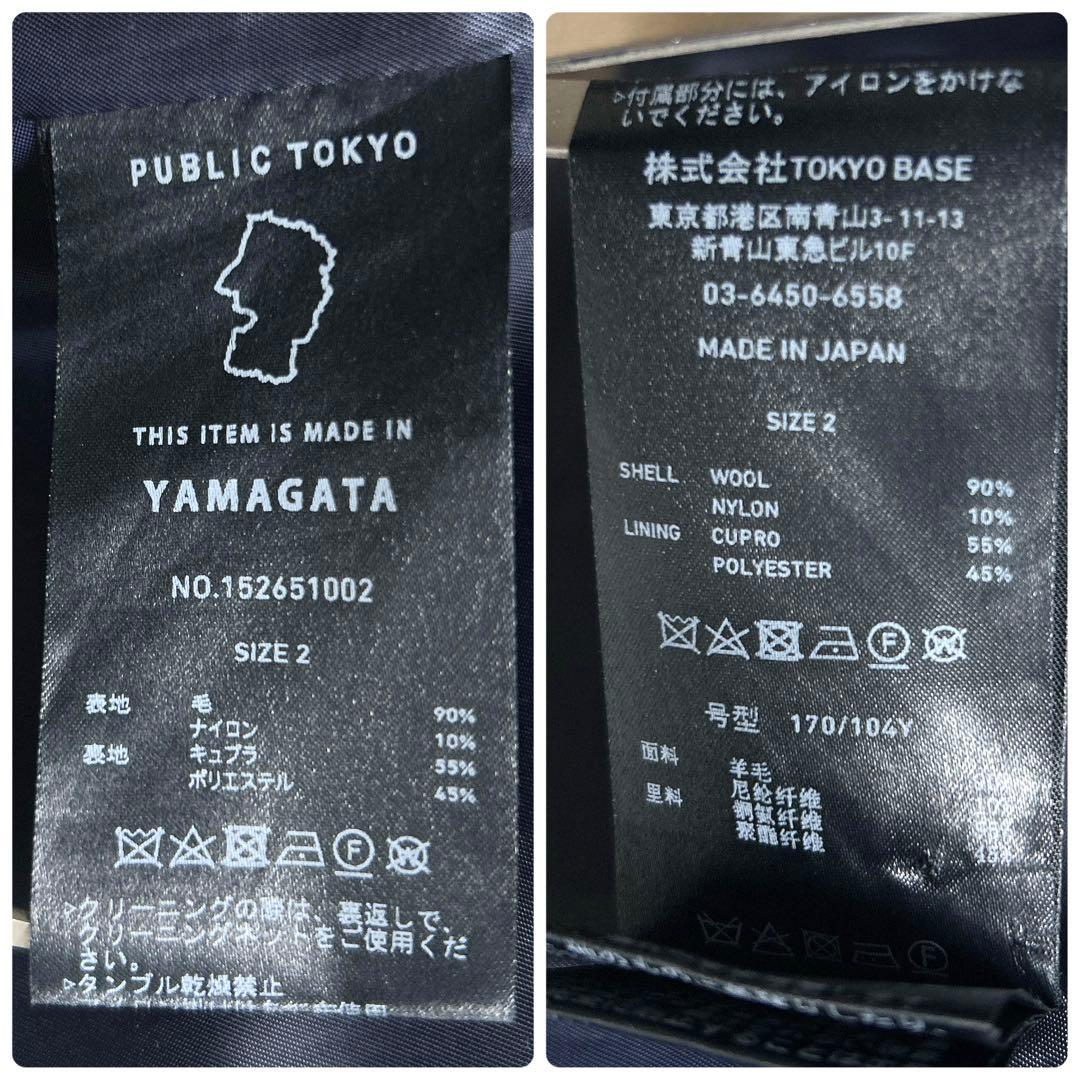 PUBLIC TOKYO
THIS ITEM IS MADE IN
YAMAGATA
NO.152651002
SIZE 2
表地 毛 90%
ナイロン 10%
裏地 キュプラ 55%
ポリエステル 45%
▷クリーニングの際は、裏返しで、
クリーニングネットをご使用くだ
さい。
▷タンブル乾燥禁止
▷付属部分には、アイロンをかけな
いでください。
株式会社TOKYO BASE
東京都港区南青山3-11-13
新青山東急ビル10F
03-6450-6558
MADE IN JAPAN
SIZE 2
SHELL WOOL 90%
NYLON 10%
LINING CUPRO 55%
POLYESTER 45%
号型 170/104Y
面料 羊毛
尼纶纤维 10%
里料 铜氨纤维
聚酯纤维